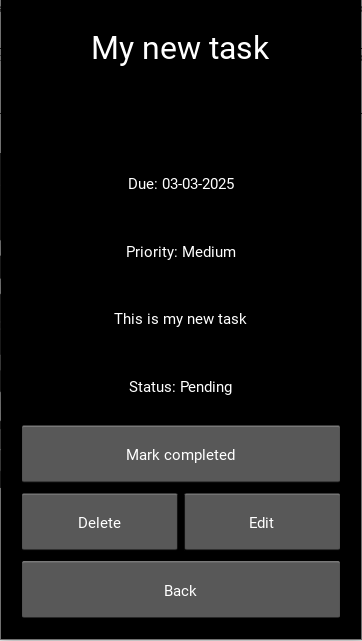 My new task
Due: 03-03-2025
Priority: Medium
This is my new task
Status: Pending
Mark completed
Delete
Edit
Back